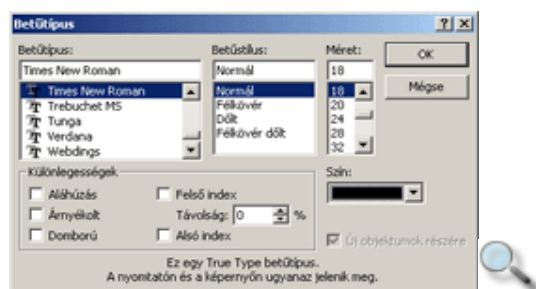 Betűtípus
Betűtípus: Betűstílus: Méret:
Times New Roman Normál 18 OK
Times New Roman Normál 18 Mégse
Trebuchet MS Félkövér 20
Tunga Dőlt 24
Verdana Félkövér dőlt 28
Webdings 32
Különlegességek Szín:
Aláhúzás Felső index
Árnyékolt Távolság: 0 %
Domború Alsó index Új objektumok részére
Ez egy True Type betűtípus.
A nyomtatón és a képernyőn ugyanaz jelenik meg.